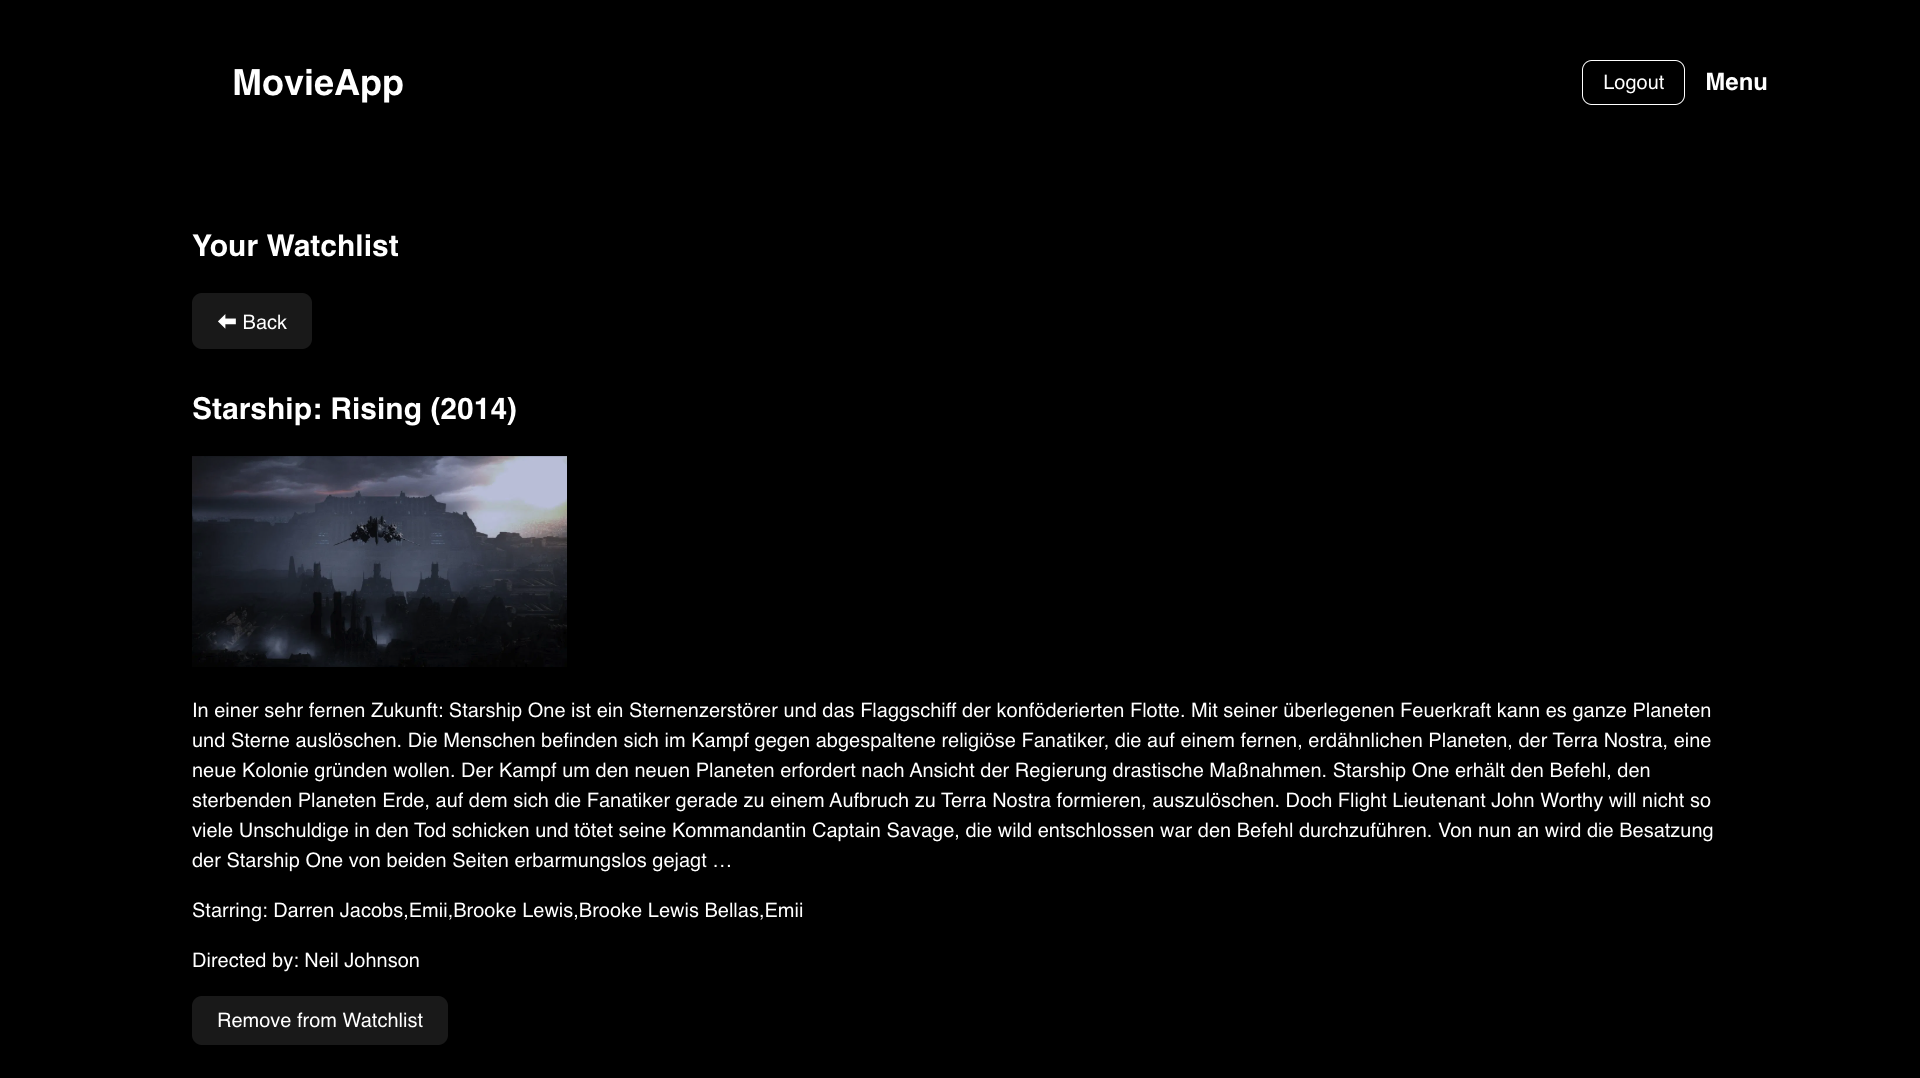 MovieApp
Logout
Menu
Your Watchlist
⬅ Back
Starship: Rising (2014)
In einer sehr fernen Zukunft: Starship One ist ein Sternenzerstörer und das Flaggschiff der konföderierten Flotte. Mit seiner überlegenen Feuerkraft kann es ganze Planeten
und Sterne auslöschen. Die Menschen befinden sich im Kampf gegen abgespaltene religiöse Fanatiker, die auf einem fernen, erdähnlichen Planeten, der Terra Nostra, eine
neue Kolonie gründen wollen. Der Kampf um den neuen Planeten erfordert nach Ansicht der Regierung drastische Maßnahmen. Starship One erhält den Befehl, den
sterbenden Planeten Erde, auf dem sich die Fanatiker gerade zu einem Aufbruch zu Terra Nostra formieren, auszulöschen. Doch Flight Lieutenant John Worthy will nicht so
viele Unschuldige in den Tod schicken und tötet seine Kommandantin Captain Savage, die wild entschlossen war den Befehl durchzuführen. Von nun an wird die Besatzung
der Starship One von beiden Seiten erbarmungslos gejagt …
Starring: Darren Jacobs,Emii,Brooke Lewis,Brooke Lewis Bellas,Emii
Directed by: Neil Johnson
Remove from Watchlist